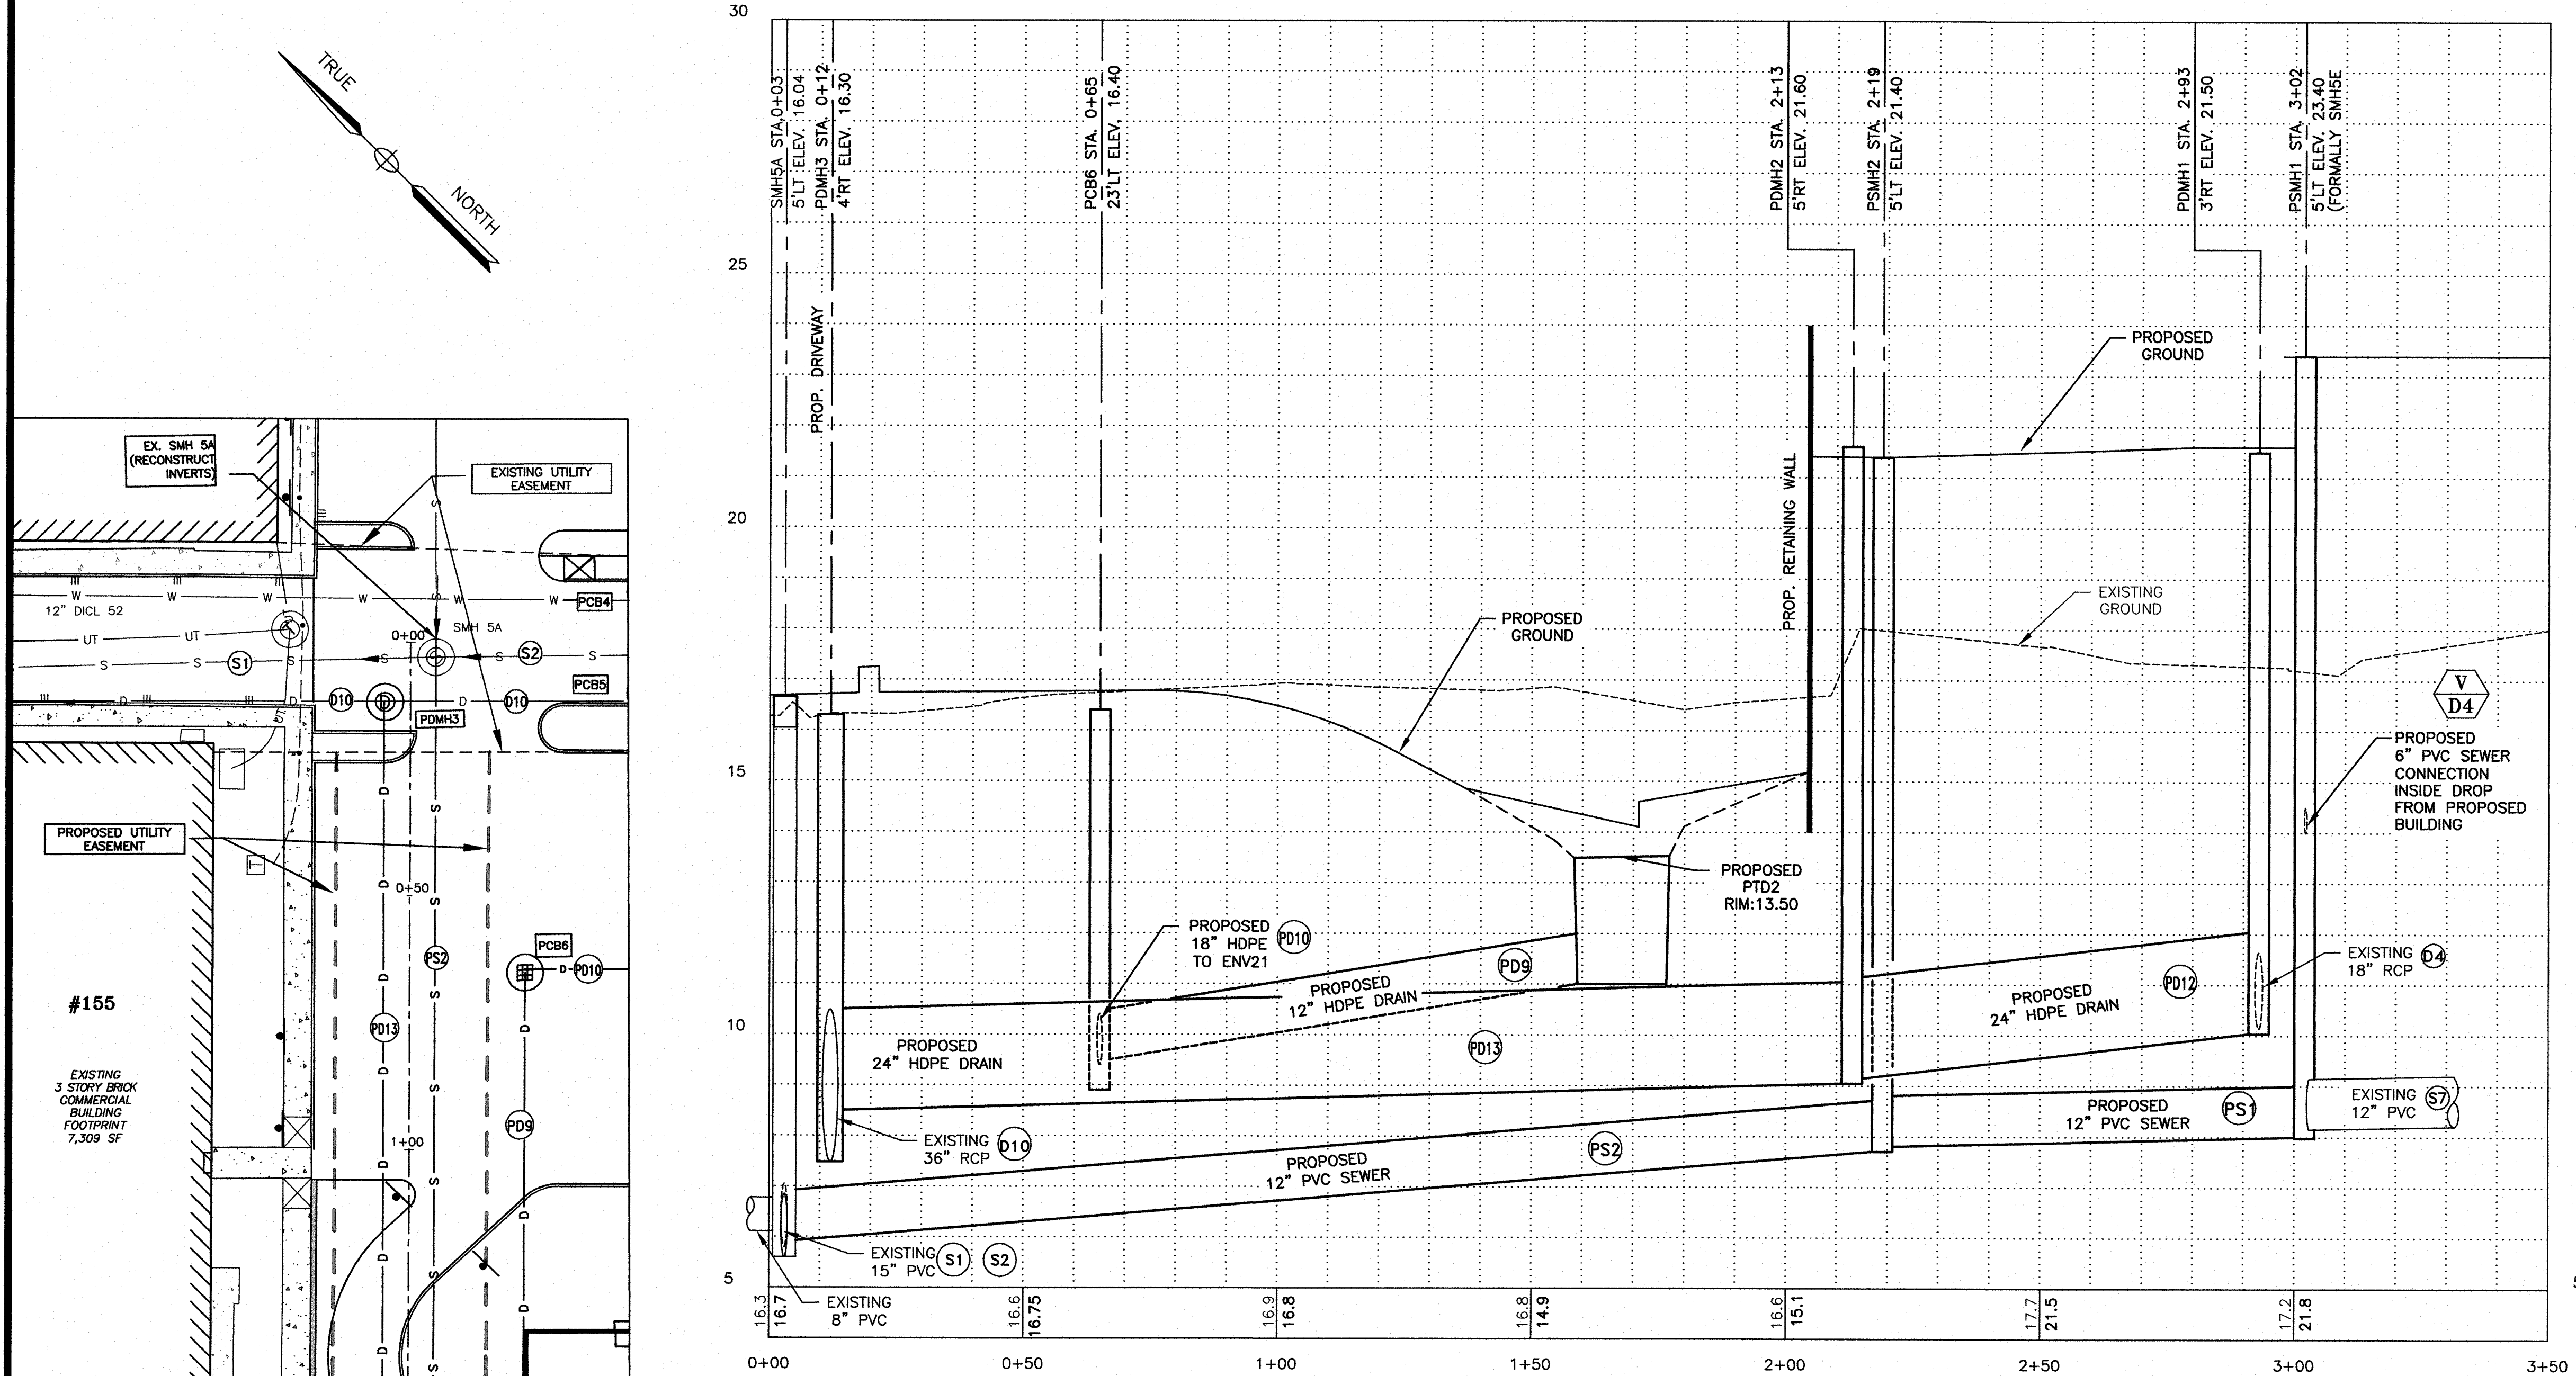 TRUE
NORTH
EX. SMH 5A
(RECONSTRUCT
INVERTS)
EXISTING UTILITY
EASEMENT
12" DICL 52
W W W W W W
PCB4
UT UT
SMH 5A
0+00
S S S S S S
S1
S2
PCB5
D D D
D10
D
D10
PDMH3
UT
PROPOSED UTILITY
EASEMENT
T
0+50
PCB6
D
PD10
PS2
#155
PD13
EXISTING
3 STORY BRICK
COMMERCIAL
BUILDING
FOOTPRINT
7,309 SF
PD9
1+00
30
25
20
15
10
5
SMH5A STA. 0+03
5'LT ELEV. 16.04
PDMH3 STA. 0+12
4'RT ELEV. 16.30
PCB6 STA. 0+65
23'LT ELEV, 16.40
PDMH2 STA. 2+13
5'RT ELEV. 21.60
PSMH2 STA. 2+19
5'LT ELEV. 21.40
PDMH1 STA. 2+93
3'RT ELEV. 21.50
PSMH1 STA. 3+02
5'LT ELEV. 23.40
(FORMALLY SMH5E
PROP. DRIVEWAY
PROPOSED
GROUND
PROP. RETAINING WALL
PROPOSED
GROUND
EXISTING
GROUND
V
D4
PROPOSED
6" PVC SEWER
CONNECTION
INSIDE DROP
FROM PROPOSED
BUILDING
PROPOSED
PTD2
RIM:13.50
PROPOSED
18" HDPE
TO ENV21
PD10
PD9
PROPOSED
12" HDPE DRAIN
PROPOSED
24" HDPE DRAIN
PD13
PROPOSED
24" HDPE DRAIN
PD12
EXISTING D4
18" RCP
EXISTING
36" RCP
D10
PROPOSED
12" PVC SEWER
PS2
PROPOSED
12" PVC SEWER
PS1
EXISTING
12" PVC
S7
EXISTING
15" PVC
S1
S2
EXISTING
8" PVC
16.3
16.7
16.6
16.75
16.9
16.8
16.8
14.9
16.6
15.1
17.7
21.5
17.2
21.8
0+00 0+50 1+00 1+50 2+00 2+50 3+00 3+50